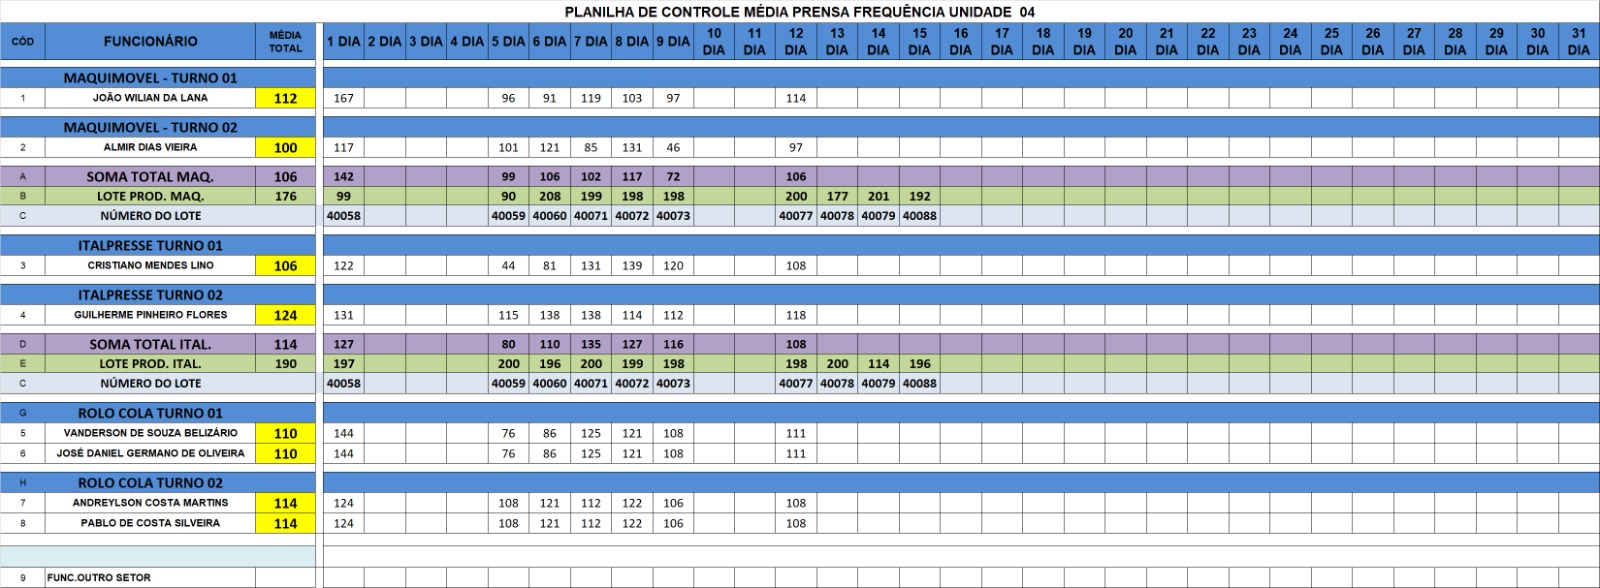 PLANILHA DE CONTROLE MÉDIA PRENSA FREQUÊNCIA UNIDADE 04
CÓD FUNCIONÁRIO MÉDIA TOTAL 1 DIA 2 DIA 3 DIA 4 DIA 5 DIA 6 DIA 7 DIA 8 DIA 9 DIA 10 DIA 11 DIA 12 DIA 13 DIA 14 DIA 15 DIA 16 DIA 17 DIA 18 DIA 19 DIA 20 DIA 21 DIA 22 DIA 23 DIA 24 DIA 25 DIA 26 DIA 27 DIA 28 DIA 29 DIA 30 DIA 31 DIA
MAQUIMOVEL - TURNO 01
1 JOÃO WILIAN DA LANA 112 167 96 91 119 103 97 114
MAQUIMOVEL - TURNO 02
2 ALMIR DIAS VIEIRA 100 117 101 121 85 131 46 97
A SOMA TOTAL MAQ. 106 142 99 106 102 117 72 106
B LOTE PROD. MAQ. 176 99 90 208 199 198 198 200 177 201 192
C NÚMERO DO LOTE 40058 40059 40060 40071 40072 40073 40077 40078 40079 40088
ITALPRESSE TURNO 01
3 CRISTIANO MENDES LINO 106 122 44 81 131 139 120 108
ITALPRESSE TURNO 02
4 GUILHERME PINHEIRO FLORES 124 131 115 138 138 114 112 118
D SOMA TOTAL ITAL. 114 127 80 110 135 127 116 108
E LOTE PROD. ITAL. 190 197 200 196 200 199 198 198 200 114 196
C NÚMERO DO LOTE 40058 40059 40060 40071 40072 40073 40077 40078 40079 40088
G ROLO COLA TURNO 01
5 VANDERSON DE SOUZA BELIZÁRIO 110 144 76 86 125 121 108 111
6 JOSÉ DANIEL GERMANO DE OLIVEIRA 110 144 76 86 125 121 108 111
H ROLO COLA TURNO 02
7 ANDREYLSON COSTA MARTINS 114 124 108 121 112 122 106 108
8 PABLO DE COSTA SILVEIRA 114 124 108 121 112 122 106 108
9 FUNC.OUTRO SETOR